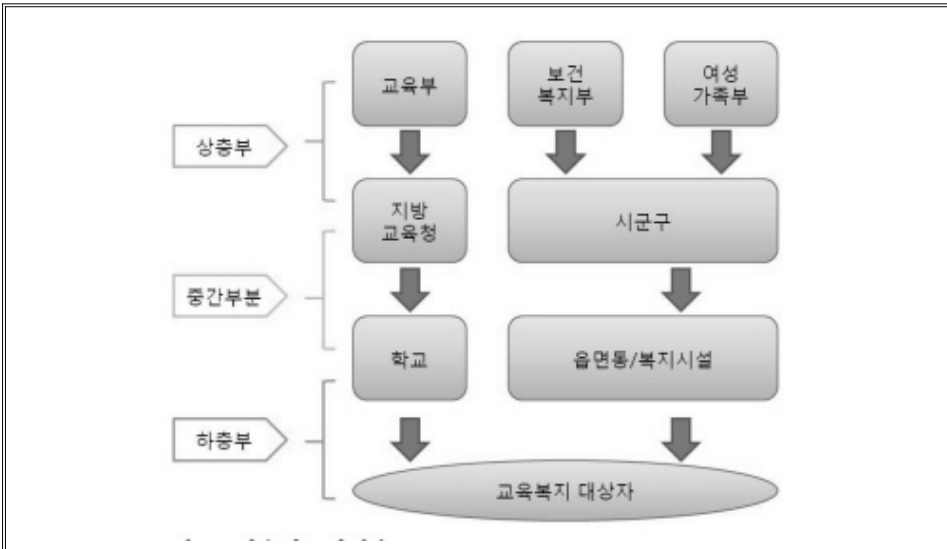 교육부
보건
복지부
여성
가족부
상층부
지방
교육청
시군구
중간부분
학교
읍면동/복지시설
하층부
교육복지 대상자